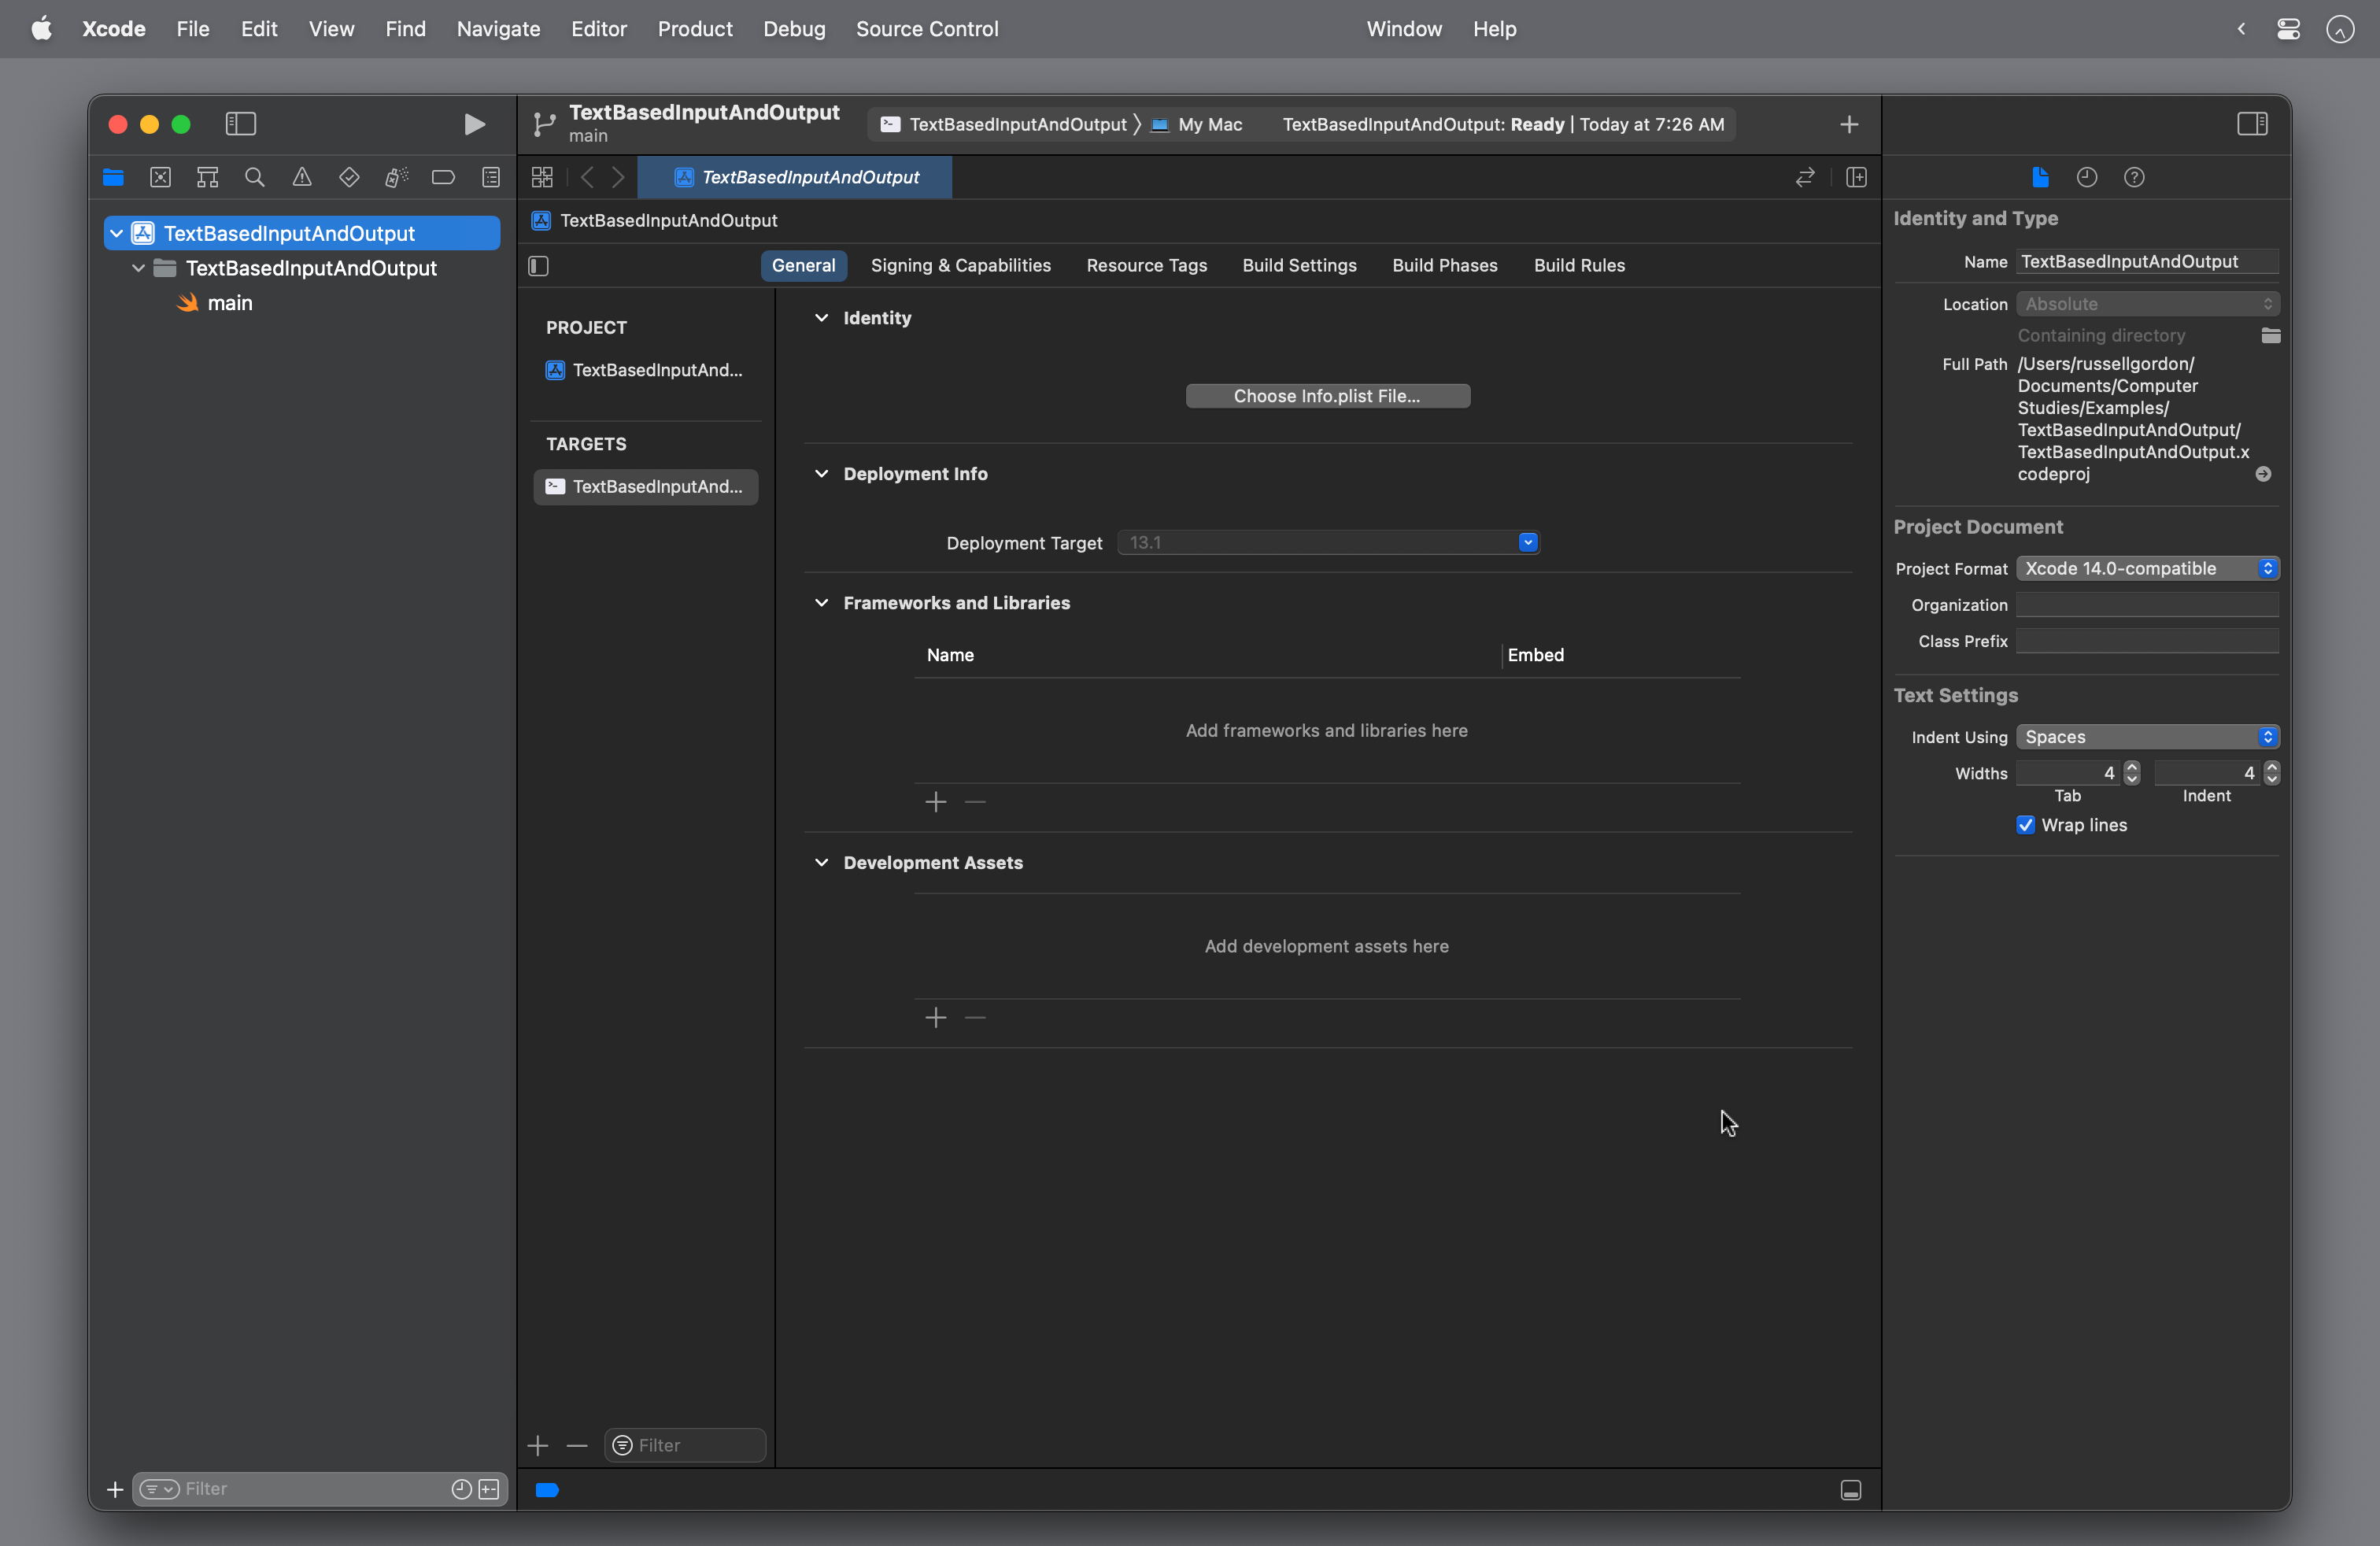 Xcode File Edit View Find Navigate Editor Product Debug Source Control Window Help
TextBasedInputAndOutput
main
TextBasedInputAndOutput My Mac TextBasedInputAndOutput: Ready | Today at 7:26 AM
TextBasedInputAndOutput
TextBasedInputAndOutput
main
TextBasedInputAndOutput
TextBasedInputAndOutput
General Signing & Capabilities Resource Tags Build Settings Build Phases Build Rules
PROJECT
TextBasedInputAnd...
TARGETS
TextBasedInputAnd...
Identity
Choose Info.plist File...
Deployment Info
Deployment Target 13.1
Frameworks and Libraries
Name Embed
Add frameworks and libraries here
Development Assets
Add development assets here
Filter
Filter
Identity and Type
Name TextBasedInputAndOutput
Location Absolute
Containing directory
Full Path /Users/russellgordon/
Documents/Computer
Studies/Examples/
TextBasedInputAndOutput/
TextBasedInputAndOutput.x
codeproj
Project Document
Project Format Xcode 14.0-compatible
Organization
Class Prefix
Text Settings
Indent Using Spaces
Widths 4 4
Tab Indent
Wrap lines